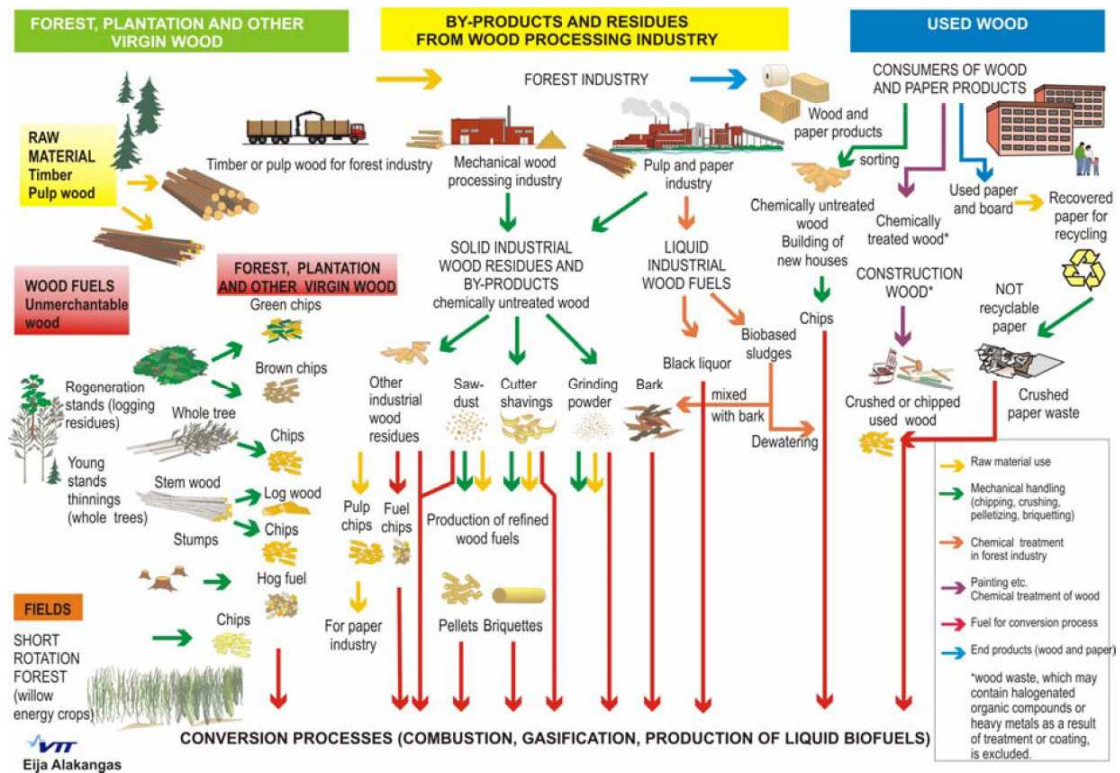 FOREST, PLANTATION AND OTHER
VIRGIN WOOD
BY-PRODUCTS AND RESIDUES
FROM WOOD PROCESSING INDUSTRY
USED WOOD
RAW
MATERIAL
Timber
Pulp wood
Timber or pulp wood for forest industry
FOREST INDUSTRY
Mechanical wood
processing industry
Pulp and paper
industry
Wood and
paper products
CONSUMERS OF WOOD
AND PAPER PRODUCTS
sorting
Chemically untreated
wood
Building of
new houses
Chemically
treated wood*
Used paper
and board
Recovered
paper for
recycling
WOOD FUELS
Unmerchantable
wood
FOREST, PLANTATION
AND OTHER VIRGIN WOOD
Green chips
Brown chips
Regeneration
stands (logging
residues)
Whole tree
Chips
Young
stands
thinnings
(whole trees)
Stem wood
Log wood
Chips
Stumps
Hog fuel
FIELDS
SHORT
ROTATION
FOREST
(willow
energy crops)
Chips
SOLID INDUSTRIAL
WOOD RESIDUES AND
BY-PRODUCTS
chemically untreated wood
LIQUID
INDUSTRIAL
WOOD FUELS
Other
industrial
wood
residues
Saw-
dust
Cutter
shavings
Grinding
powder
Bark
Black liquor
Biobased
sludges
mixed
with bark
Dewatering
Chips
CONSTRUCTION
WOOD*
NOT
recyclable
paper
Crushed or chipped
used wood
Crushed
paper waste
Pulp
chips
Fuel
chips
Production of refined
wood fuels
For paper
industry
Pellets
Briquettes
Raw material use
Mechanical handling
(chipping, crushing,
pelletizing, briquetting)
Chemical treatment
in forest industry
Painting etc.
Chemical treatment of wood
Fuel for conversion process
End products (wood and paper)
*wood waste, which may
contain halogenated
organic compounds or
heavy metals as a result
of treatment or coating,
is excluded.
CONVERSION PROCESSES (COMBUSTION, GASIFICATION, PRODUCTION OF LIQUID BIOFUELS)
VTT
Eija Alakangas